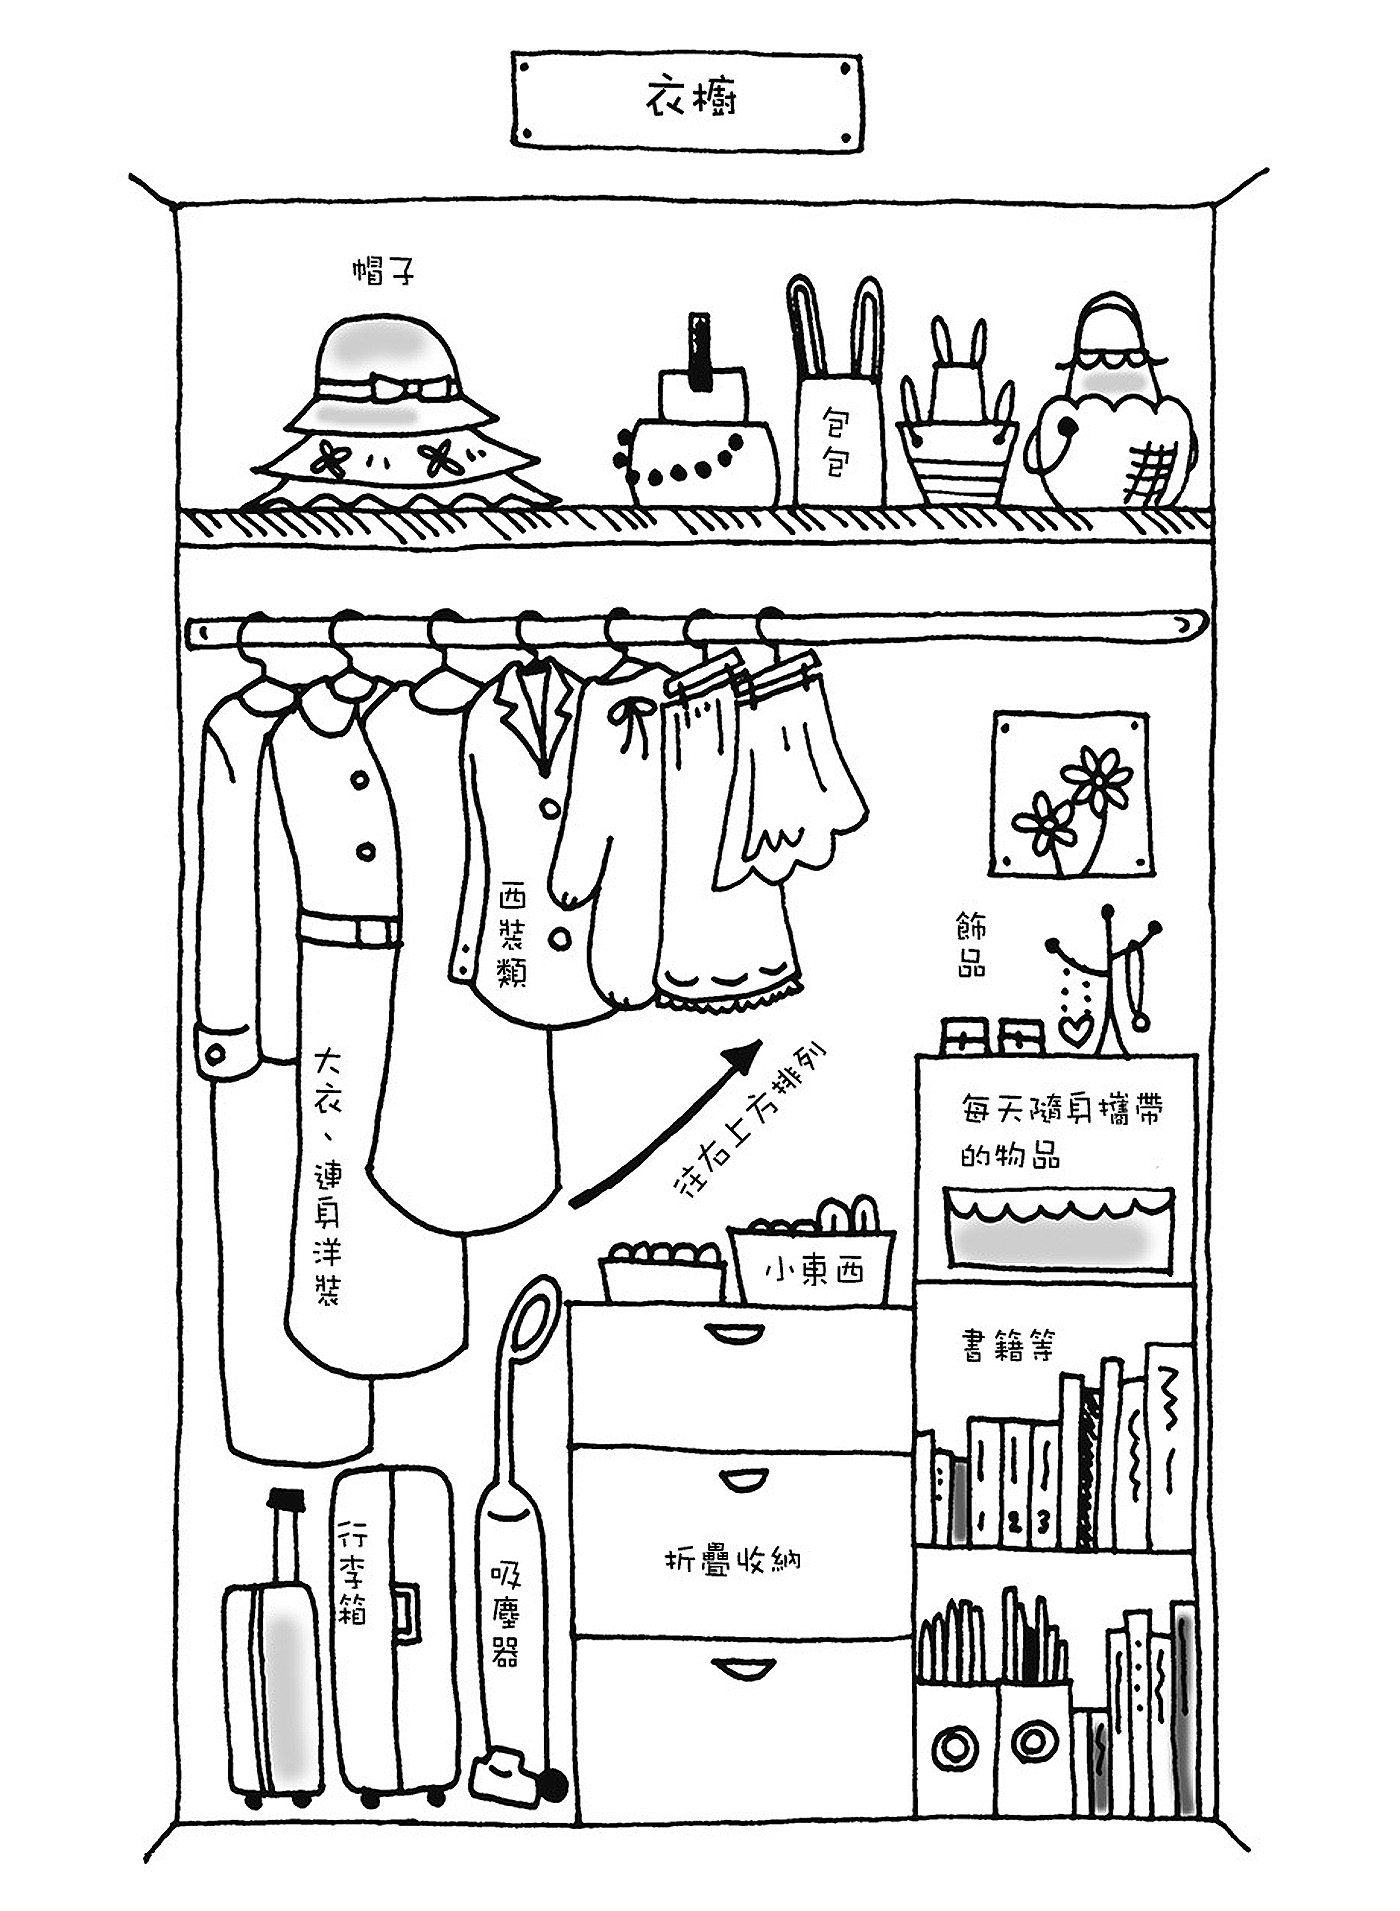 衣櫥
帽子
包包
西裝類
大衣、連身洋裝
往右上方排列
飾品
每天隨身攜帶
的物品
小東西
書籍等
1 2 3
行李箱
吸塵器
折疊收納